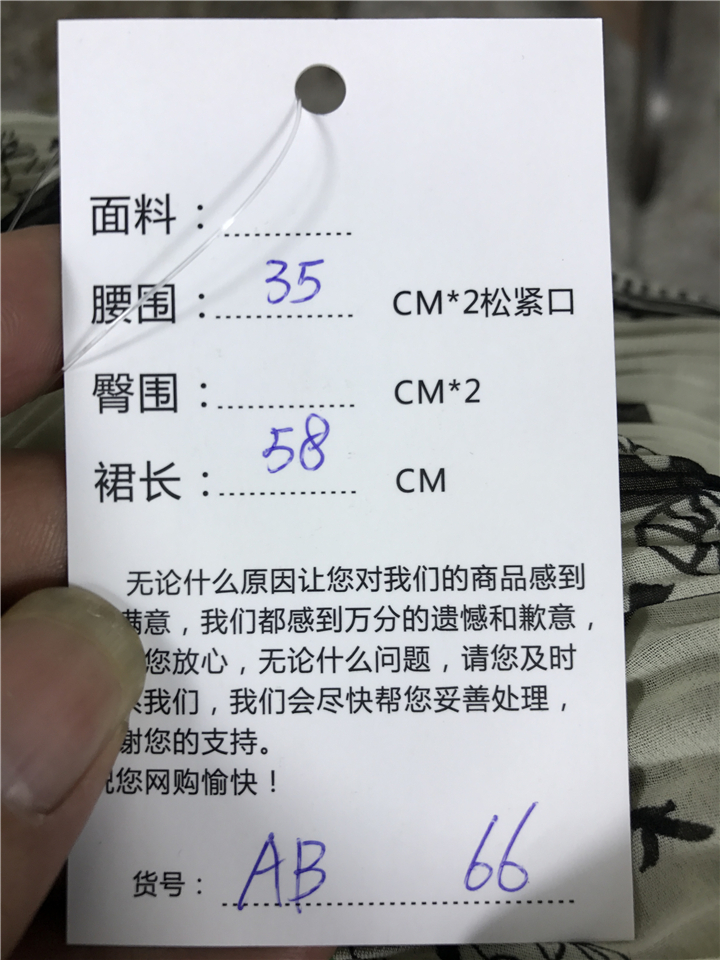 面料：
腰围：35 CM*2松紧口
臀围： CM*2
裙长：58 CM
无论什么原因让您对我们的商品感到
满意，我们都感到万分的遗憾和歉意，
您放心，无论什么问题，请您及时
我们，我们会尽快帮您妥善处理，
谢您的支持。
祝您网购愉快！
货号：AB 66